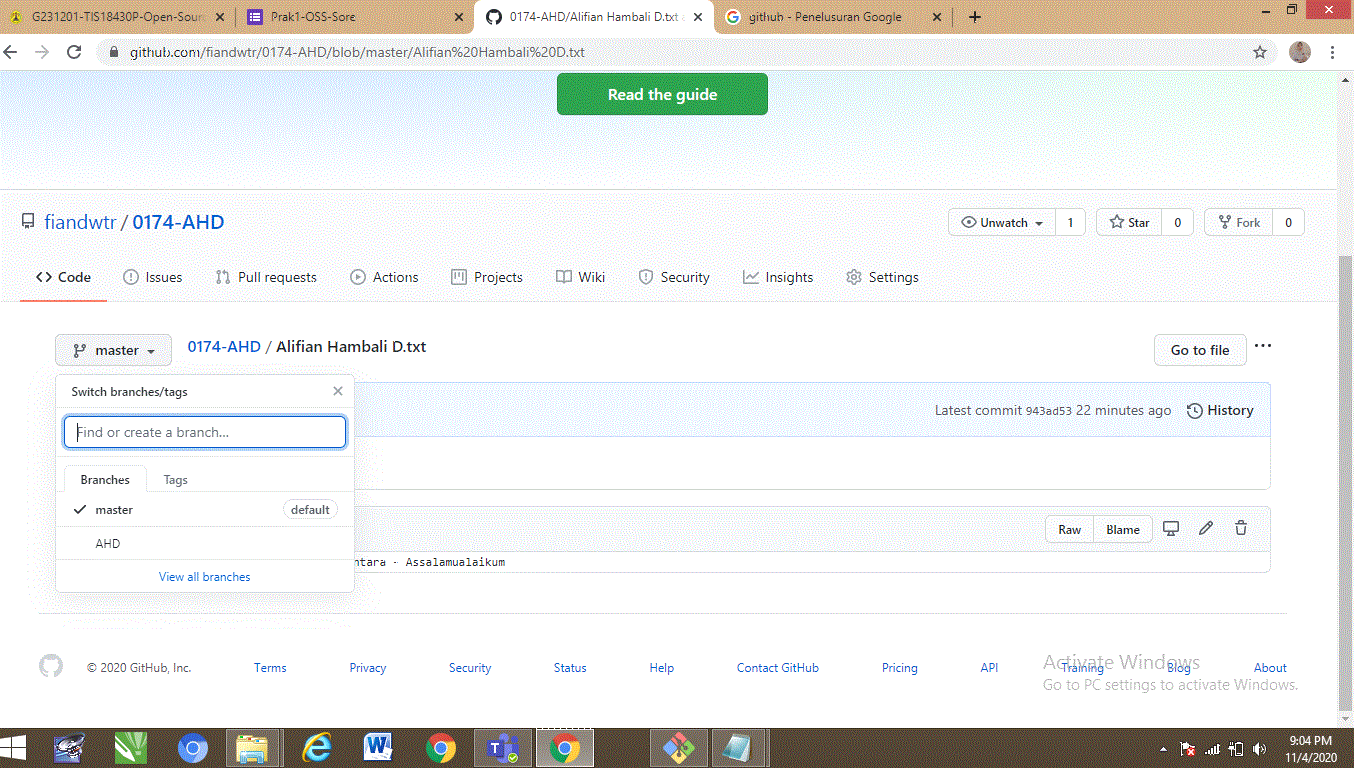 G231201-TIS18430P-Open-Sour
Prak1-OSS-Sore
0174-AHD/Alifian Hambali D.txt
github - Penelusuran Google
github.com/fiandwtr/0174-AHD/blob/master/Alifian%20Hambali%20D.txt
Read the guide
fiandwtr / 0174-AHD
Unwatch 1
Star 0
Fork 0
Code
Issues
Pull requests
Actions
Projects
Wiki
Security
Insights
Settings
master
0174-AHD / Alifian Hambali D.txt
Go to file
Switch branches/tags
Latest commit 943ad53 22 minutes ago
History
Find or create a branch...
Branches
Tags
master
default
Raw
Blame
AHD
ntara - Assalamualaikum
View all branches
© 2020 GitHub, Inc.
Terms
Privacy
Security
Status
Help
Contact GitHub
Pricing
API
Training
Blog
About
Activate Windows
Go to PC settings to activate Windows.
9:04 PM
11/4/2020